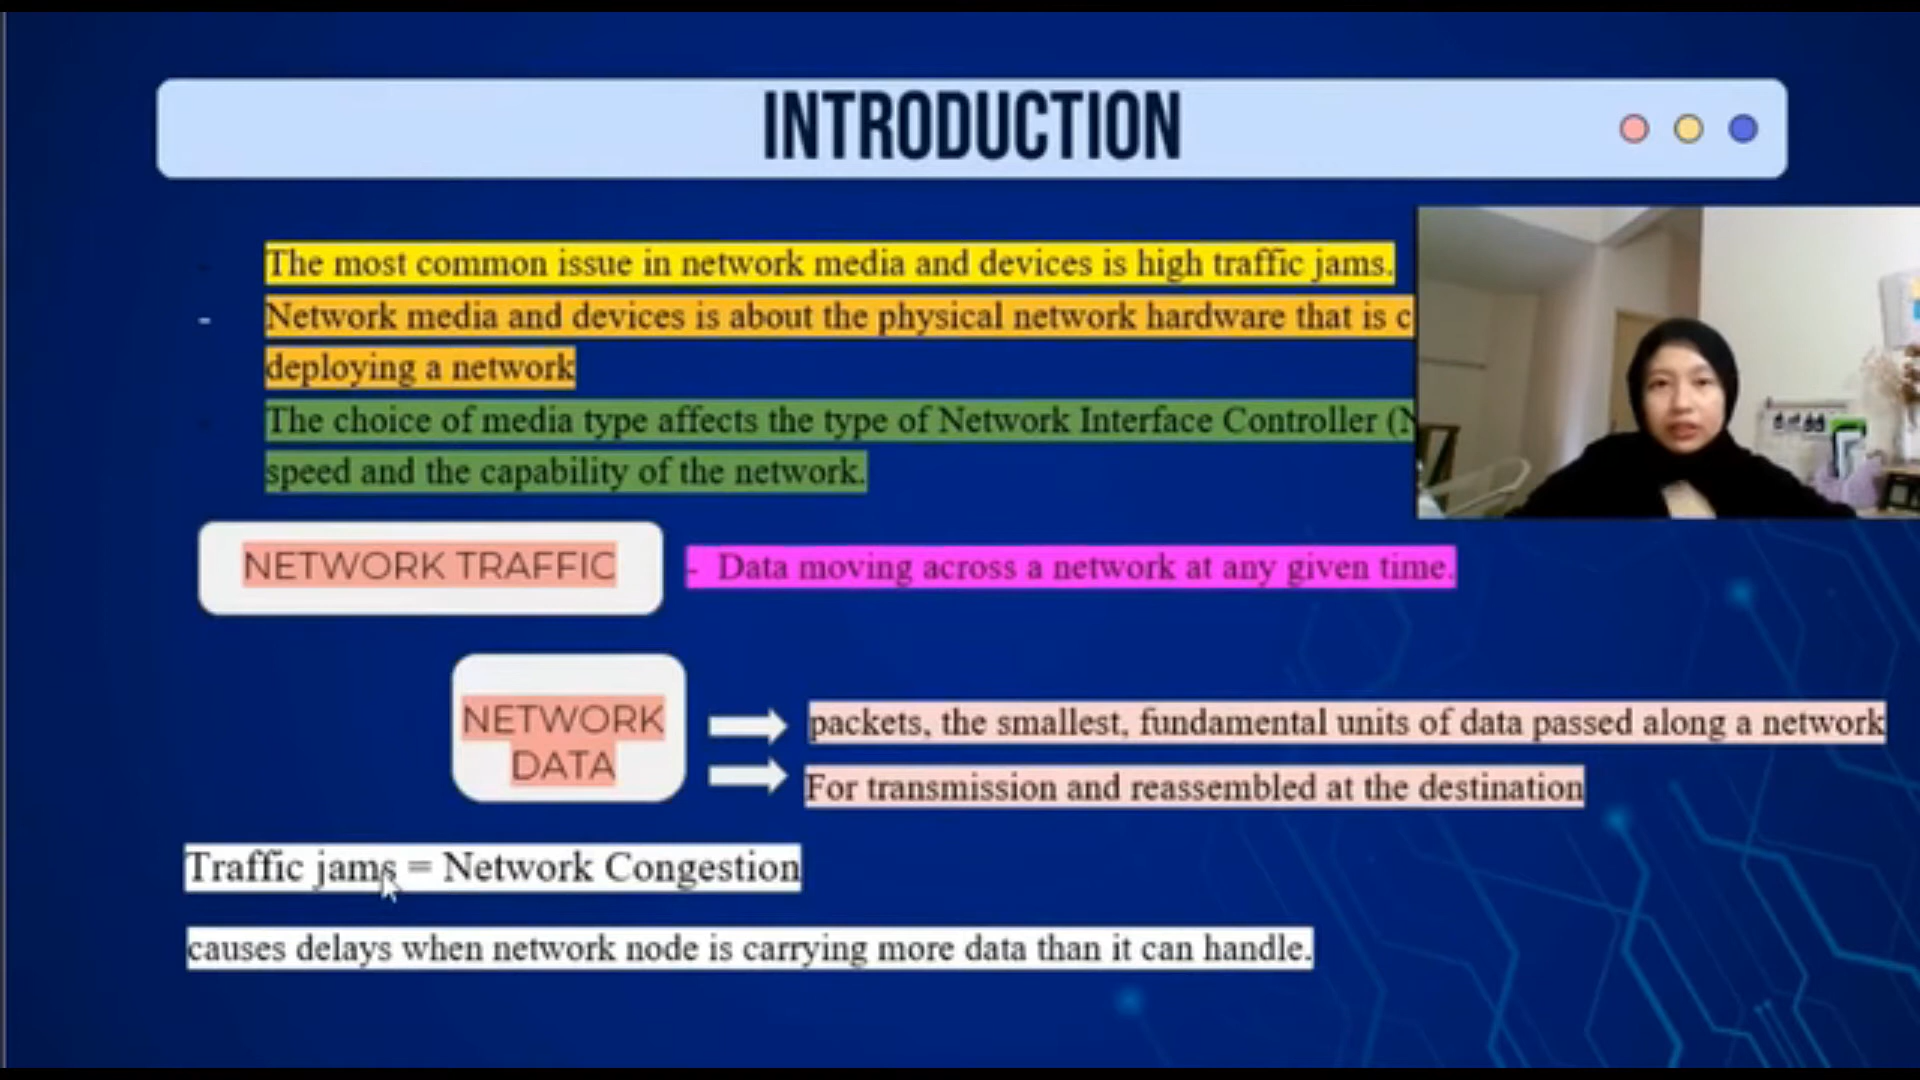 INTRODUCTION
- The most common issue in network media and devices is high traffic jams.
- Network media and devices is about the physical network hardware that is
deploying a network
- The choice of media type affects the type of Network Interface Controller
speed and the capability of the network.
NETWORK TRAFFIC
- Data moving across a network at any given time.
NETWORK
DATA
packets, the smallest, fundamental units of data passed along a network
For transmission and reassembled at the destination
Traffic jams = Network Congestion
causes delays when network node is carrying more data than it can handle.